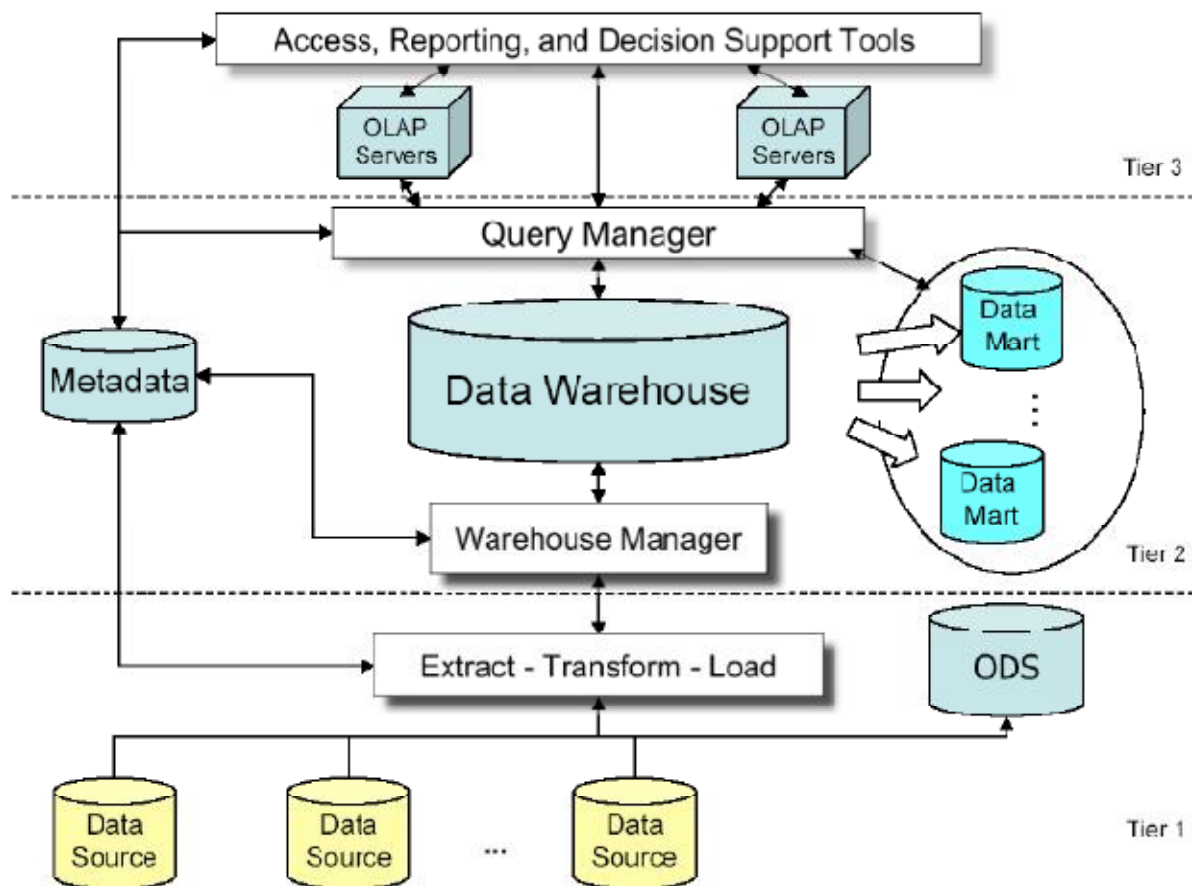 Access, Reporting, and Decision Support Tools
OLAP
Servers
OLAP
Servers
Tier 3
Query Manager
Data
Mart
Metadata
Data Warehouse
...
Data
Mart
Warehouse Manager
Tier 2
Extract - Transform - Load
ODS
Data
Source
Data
Source
...
Data
Source
Tier 1